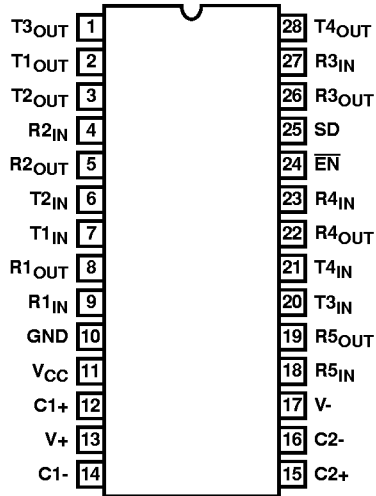 T3OUT 1 28 T4OUT
T1OUT 2 27 R3IN
T2OUT 3 26 R3OUT
R2IN 4 25 SD
R2OUT 5 24 E̅N̅
T2IN 6 23 R4IN
T1IN 7 22 R4OUT
R1OUT 8 21 T4IN
R1IN 9 20 T3IN
GND 10 19 R5OUT
VCC 11 18 R5IN
C1+ 12 17 V-
V+ 13 16 C2-
C1- 14 15 C2+